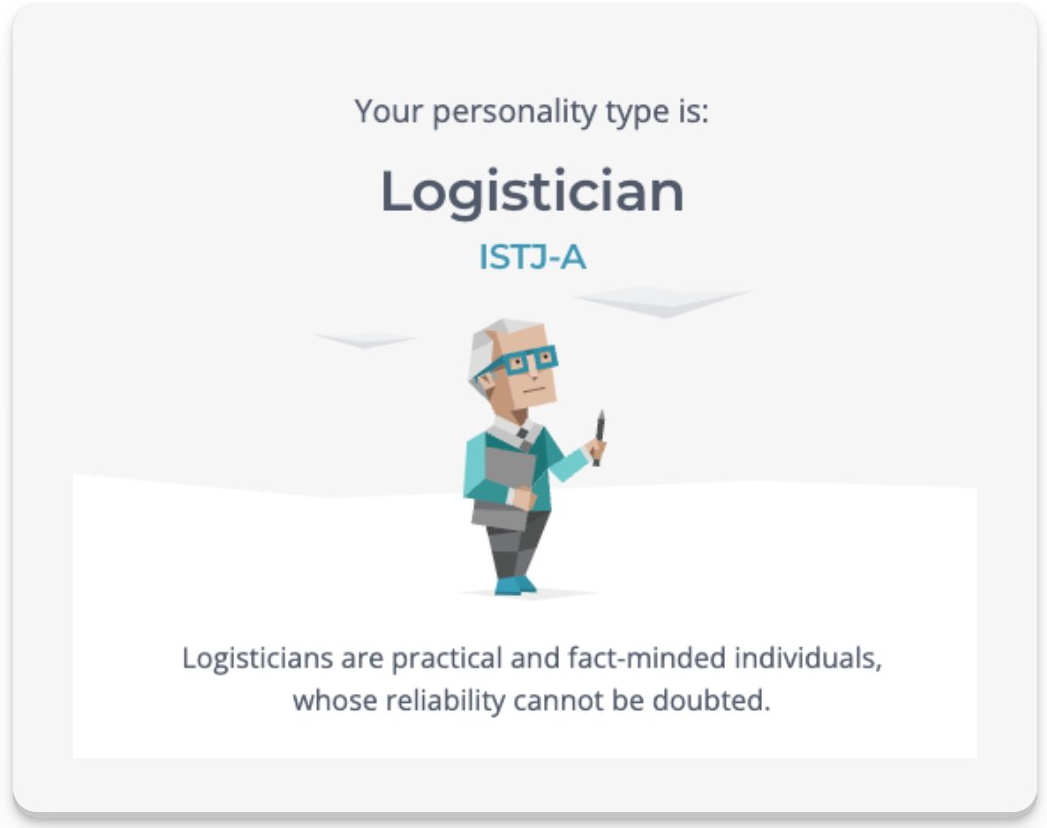 Your personality type is:
Logistician
ISTJ-A
Logisticians are practical and fact-minded individuals,
whose reliability cannot be doubted.